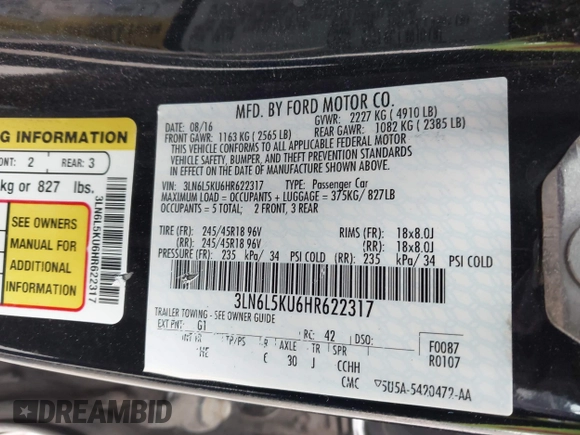 MFD. BY FORD MOTOR CO.
DATE: 08/16
GVWR: 2227 KG ( 4910 LB)
FRONT GAWR: 1163 KG ( 2565 LB)
REAR GAWR: 1082 KG ( 2385 LB)
THIS VEHICLE CONFORMS TO ALL APPLICABLE FEDERAL MOTOR
VEHICLE SAFETY, BUMPER, AND THEFT PREVENTION STANDARDS
IN EFFECT ON THE DATE OF MANUFACTURE SHOWN ABOVE.
VIN: 3LN6L5KU6HR622317 TYPE: Passenger Car
MAXIMUM LOAD = OCCUPANTS + LUGGAGE = 375KG/ 827LB
OCCUPANTS = 5 TOTAL: 2 FRONT, 3 REAR
TIRE (FR): 245/45R18 96V RIMS (FR) 18x8.0J
(RR): 245/45R18 96V (RR) 18x8.0J
PRESSURE (FR) 235 kPa/ 34 PSI COLD (RR) 235 kPa/ 34 PSI COLD
3LN6L5KU6HR622317
TRAILER TOWING - SEE OWNER GUIDE
EXT PNT: G1 RC: 42 DSO:
TP/PS R AXLE TR SPR
E 30 J CCHH
F0087
R0107
CMC 5U5A-5420472-AA
NG INFORMATION
ONT: 2 REAR: 3
kg or 827 lbs.
SEE OWNERS
MANUAL FOR
ADDITIONAL
INFORMATION
3LN6L5KU6HR622317
DREAMBID